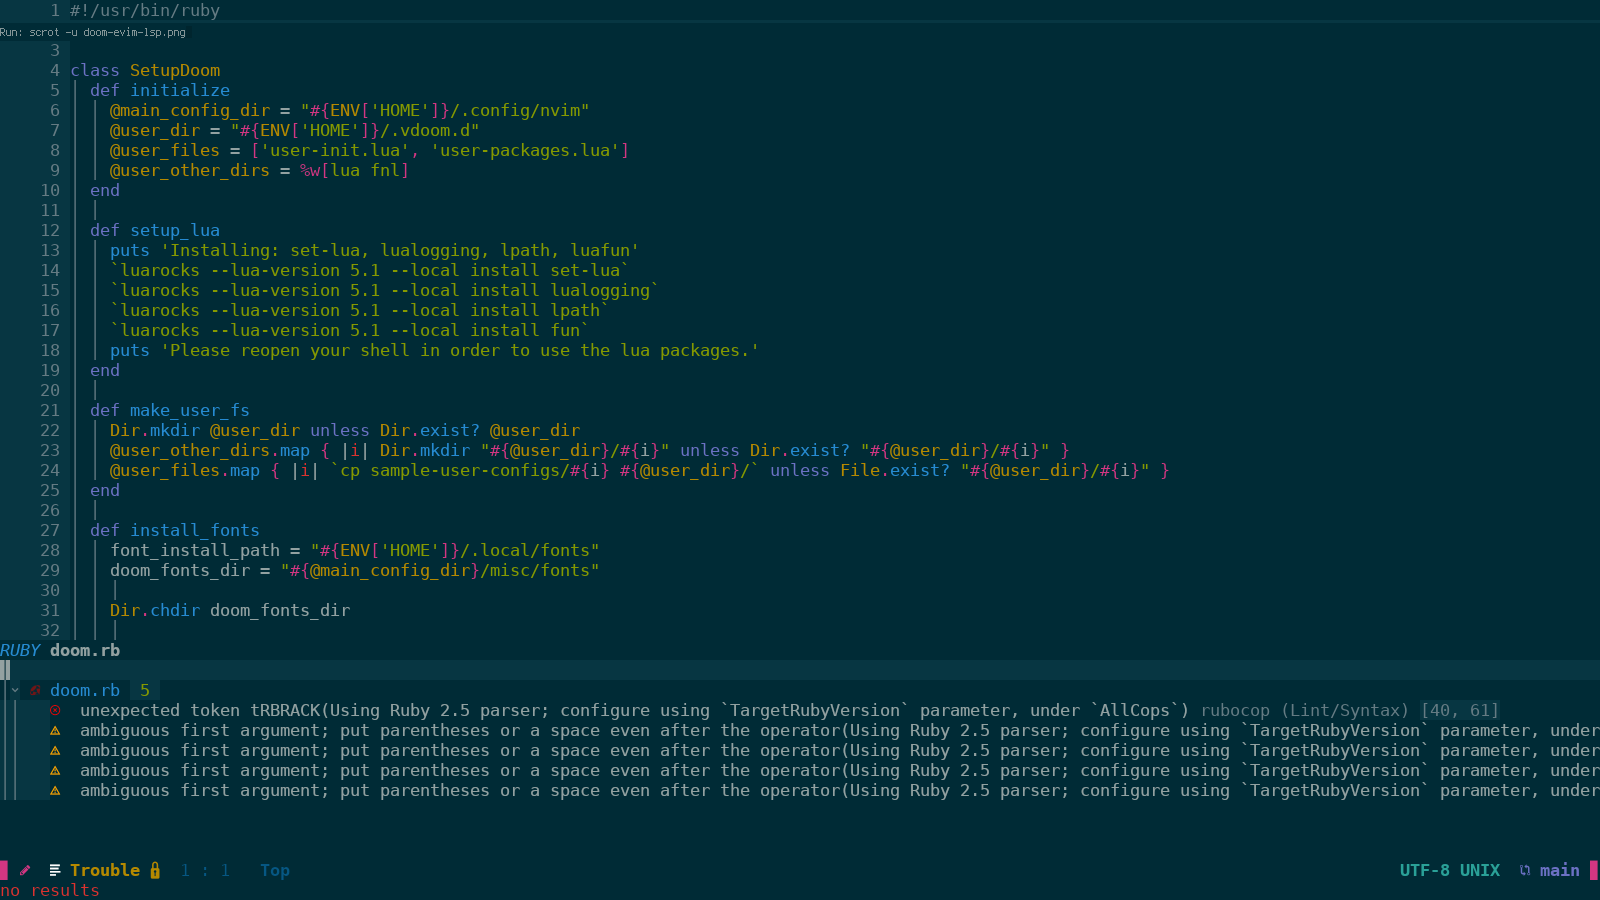 1 #!/usr/bin/ruby
Run: scrot -u doom-evim-lsp.png
3
4 class SetupDoom
5 def initialize
6 @main_config_dir = "#{ENV['HOME']}/.config/nvim"
7 @user_dir = "#{ENV['HOME']}/.vdoom.d"
8 @user_files = ['user-init.lua', 'user-packages.lua']
9 @user_other_dirs = %w[lua fnl]
10 end
11
12 def setup_lua
13 puts 'Installing: set-lua, lualogging, lpath, luafun'
14 `luarocks --lua-version 5.1 --local install set-lua`
15 `luarocks --lua-version 5.1 --local install lualogging`
16 `luarocks --lua-version 5.1 --local install lpath`
17 `luarocks --lua-version 5.1 --local install fun`
18 puts 'Please reopen your shell in order to use the lua packages.'
19 end
20
21 def make_user_fs
22 Dir.mkdir @user_dir unless Dir.exist? @user_dir
23 @user_other_dirs.map { |i| Dir.mkdir "#{@user_dir}/#{i}" unless Dir.exist? "#{@user_dir}/#{i}" }
24 @user_files.map { |i| `cp sample-user-configs/#{i} #{@user_dir}/` unless File.exist? "#{@user_dir}/#{i}" }
25 end
26
27 def install_fonts
28 font_install_path = "#{ENV['HOME']}/.local/fonts"
29 doom_fonts_dir = "#{@main_config_dir}/misc/fonts"
30
31 Dir.chdir doom_fonts_dir
32
RUBY doom.rb
doom.rb 5
unexpected token tRBRACK(Using Ruby 2.5 parser; configure using `TargetRubyVersion` parameter, under `AllCops`) rubocop (Lint/Syntax) [40, 61]
ambiguous first argument; put parentheses or a space even after the operator(Using Ruby 2.5 parser; configure using `TargetRubyVersion` parameter, under
ambiguous first argument; put parentheses or a space even after the operator(Using Ruby 2.5 parser; configure using `TargetRubyVersion` parameter, under
ambiguous first argument; put parentheses or a space even after the operator(Using Ruby 2.5 parser; configure using `TargetRubyVersion` parameter, under
ambiguous first argument; put parentheses or a space even after the operator(Using Ruby 2.5 parser; configure using `TargetRubyVersion` parameter, under
Trouble 1 : 1 Top UTF-8 UNIX main
no results